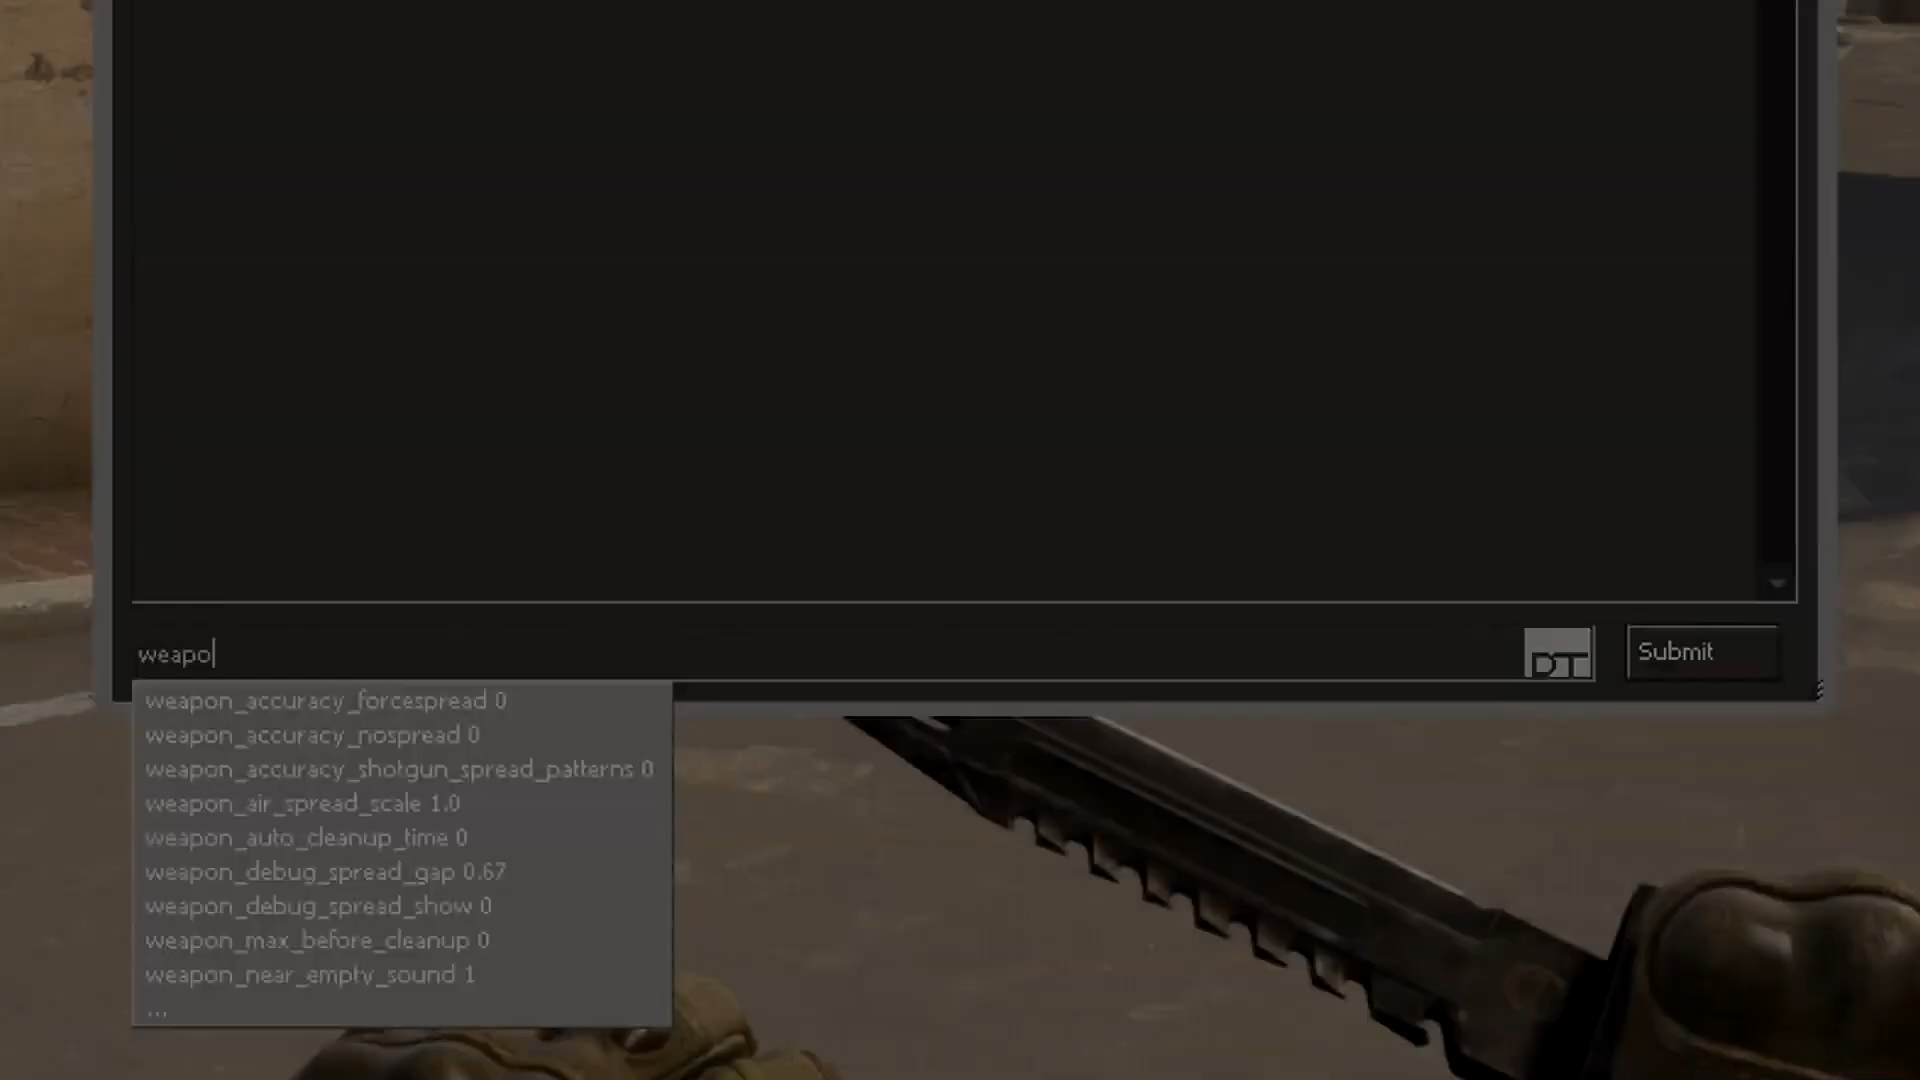 weapo
DT
Submit
weapon_accuracy_forcespread 0
weapon_accuracy_nospread 0
weapon_accuracy_shotgun_spread_patterns 0
weapon_air_spread_scale 1.0
weapon_auto_cleanup_time 0
weapon_debug_spread_gap 0.67
weapon_debug_spread_show 0
weapon_max_before_cleanup 0
weapon_near_empty_sound 1
...